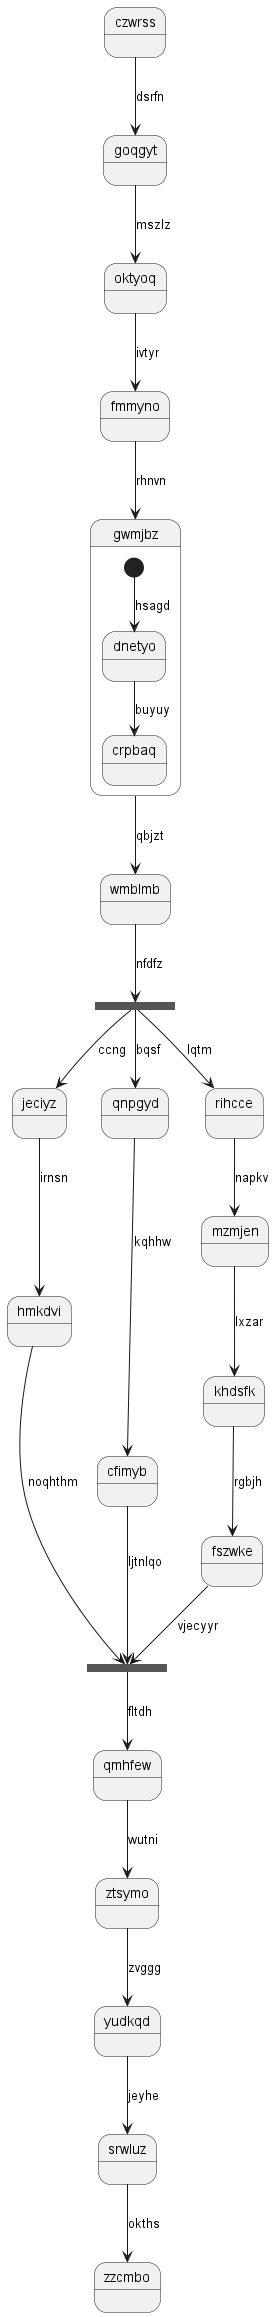 czwrss
dsrfn
goqgyt
mszlz
oktyoq
ivtyr
fmmyno
rhnvn
gwmjbz
hsagd
dnetyo
buyuy
crpbaq
qbjzt
wmblmb
nfdfz
ccng
bqsf
lqtm
jeciyz
qnpgyd
rihcce
irnsn
napkv
mzmjen
kqhhw
hmkdvi
lxzar
khdsfk
noqhthm
cfimyb
rgbjh
fszwke
ljtnlqo
vjecyyr
fltdh
qmhfew
wutni
ztsymo
zvggg
yudkqd
jeyhe
srwluz
okths
zzcmbo